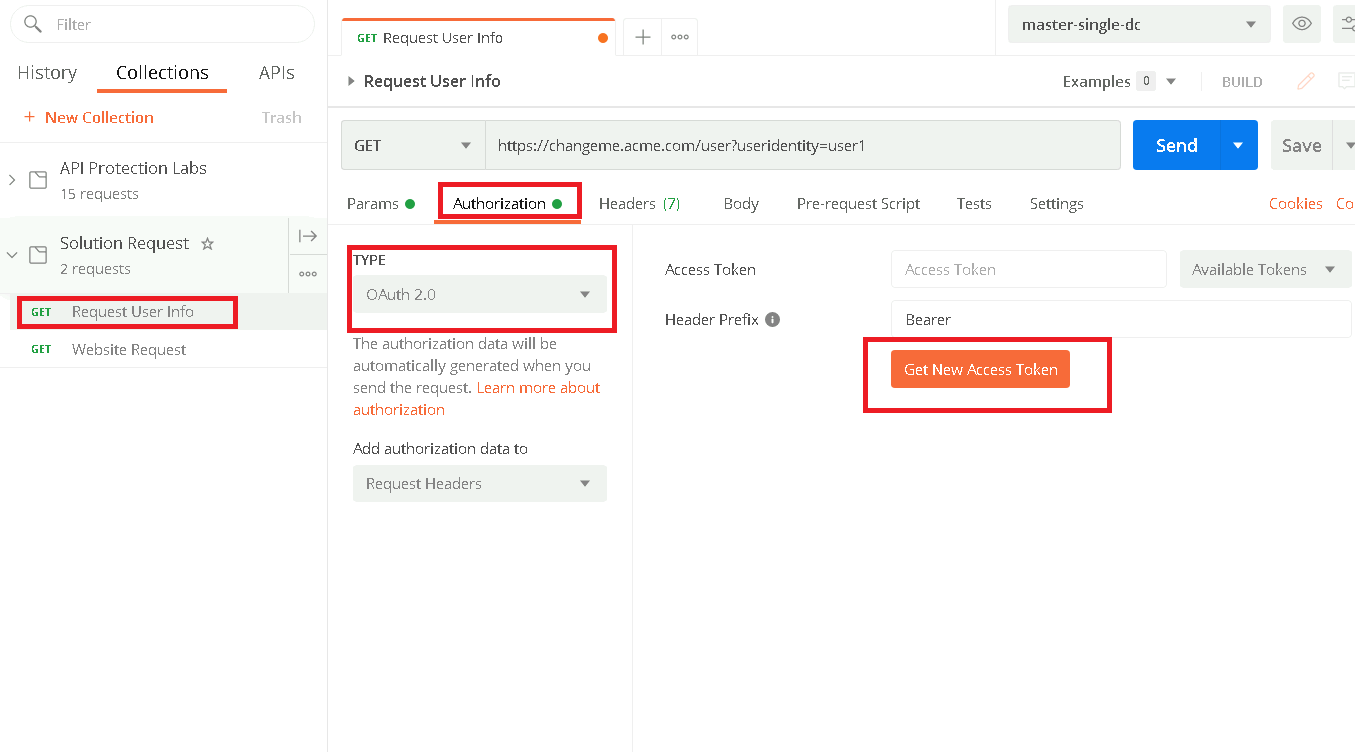 Filter
History
Collections
APIs
+ New Collection
Trash
API Protection Labs
15 requests
Solution Request
2 requests
GET Request User Info
GET Website Request
GET Request User Info
master-single-dc
Request User Info
Examples 0
BUILD
GET
https://changeme.acme.com/user?useridentity=user1
Send
Save
Params
Authorization
Headers (7)
Body
Pre-request Script
Tests
Settings
Cookies
Co
TYPE
OAuth 2.0
The authorization data will be
automatically generated when you
send the request. Learn more about
authorization
Add authorization data to
Request Headers
Access Token
Access Token
Available Tokens
Header Prefix
Bearer
Get New Access Token